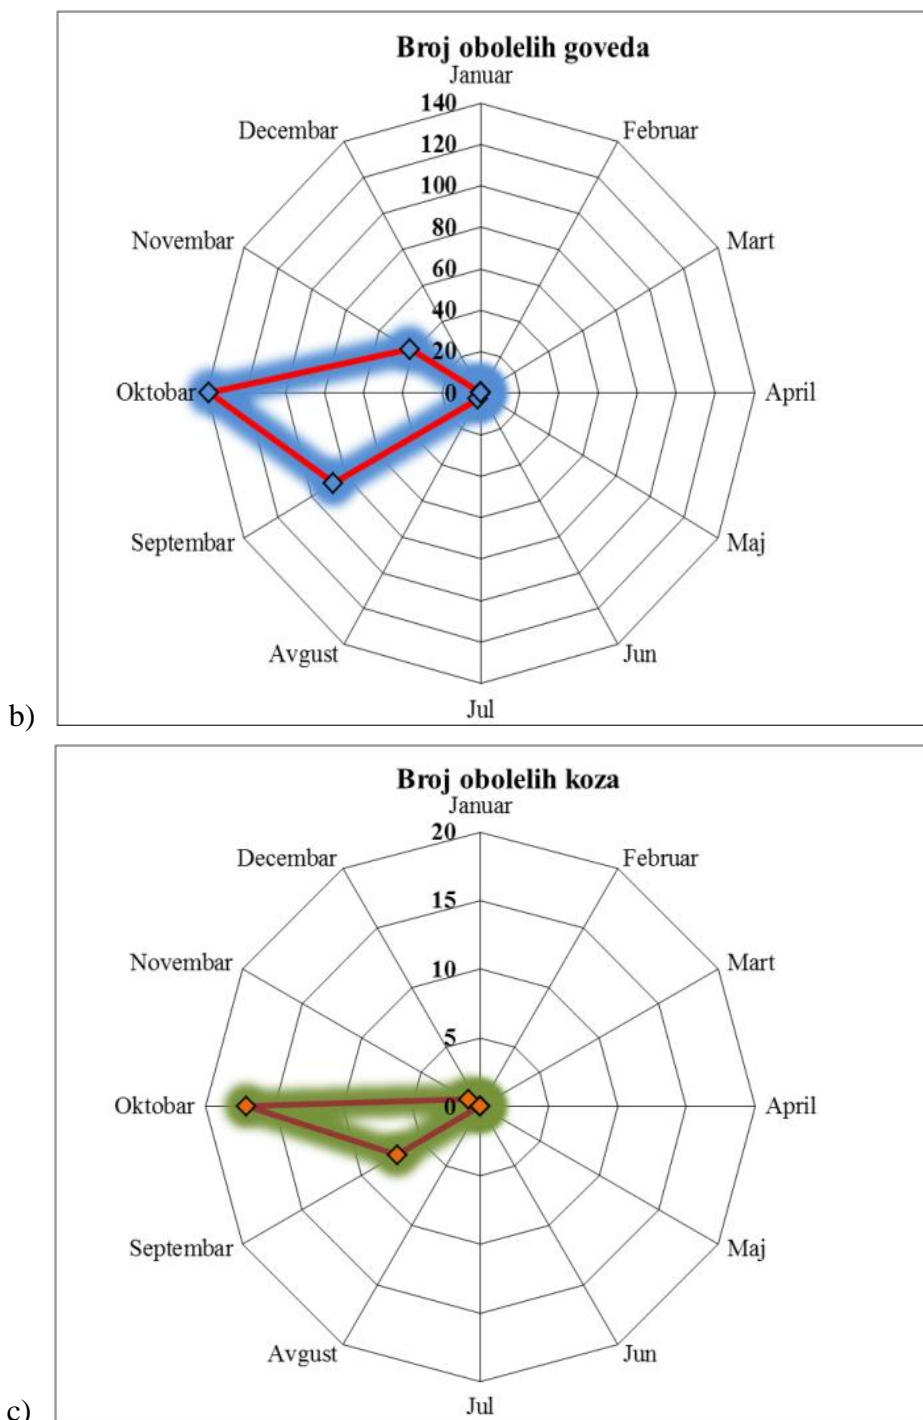 Broj obolelih goveda
Januar
140
Decembar
Februar
120
100
Novembar
Mart
80
60
40
20
Oktobar
0
April
Septembar
Maj
Avgust
Jun
Jul
b)
Broj obolelih koza
Januar
20
Decembar
Februar
15
Novembar
10
Mart
5
Oktobar
0
April
Septembar
Maj
Avgust
Jun
Jul
c)